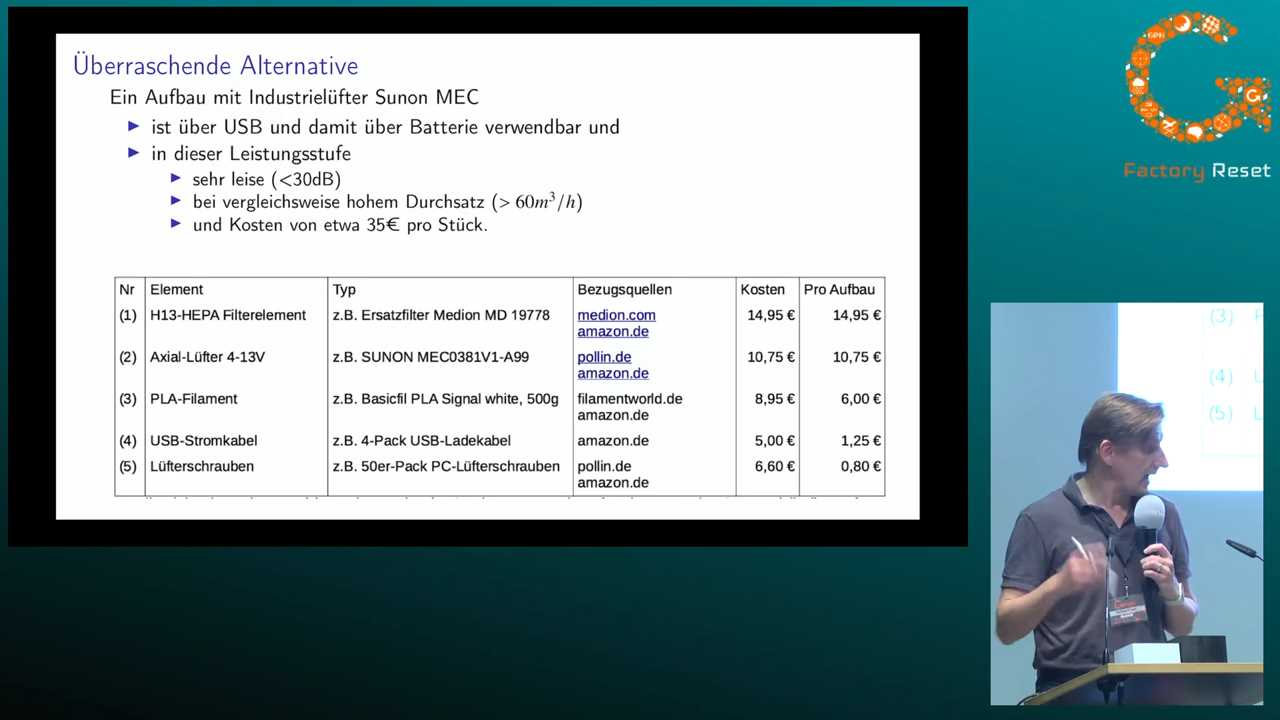 Überraschende Alternative
Ein Aufbau mit Industrielüfter Sunon MEC
ist über USB und damit über Batterie verwendbar und
in dieser Leistungsstufe
sehr leise (<30dB)
bei vergleichsweise hohem Durchsatz (> 60m³/h)
und Kosten von etwa 35€ pro Stück.
Nr Element Typ Bezugsquellen Kosten Pro Aufbau
(1) H13-HEPA Filterelement z.B. Ersatzfilter Medion MD 19778 medion.com 14,95 € 14,95 €
amazon.de
(2) Axial-Lüfter 4-13V z.B. SUNON MEC0381V1-A99 pollin.de 10,75 € 10,75 €
amazon.de
(3) PLA-Filament z.B. Basicfil PLA Signal white, 500g filamentworld.de 8,95 € 6,00 €
amazon.de
(4) USB-Stromkabel z.B. 4-Pack USB-Ladekabel amazon.de 5,00 € 1,25 €
(5) Lüfterschrauben z.B. 50er-Pack PC-Lüfterschrauben pollin.de 6,60 € 0,80 €
amazon.de
GPN
G
Factory Reset
(3)
(4)
(5)